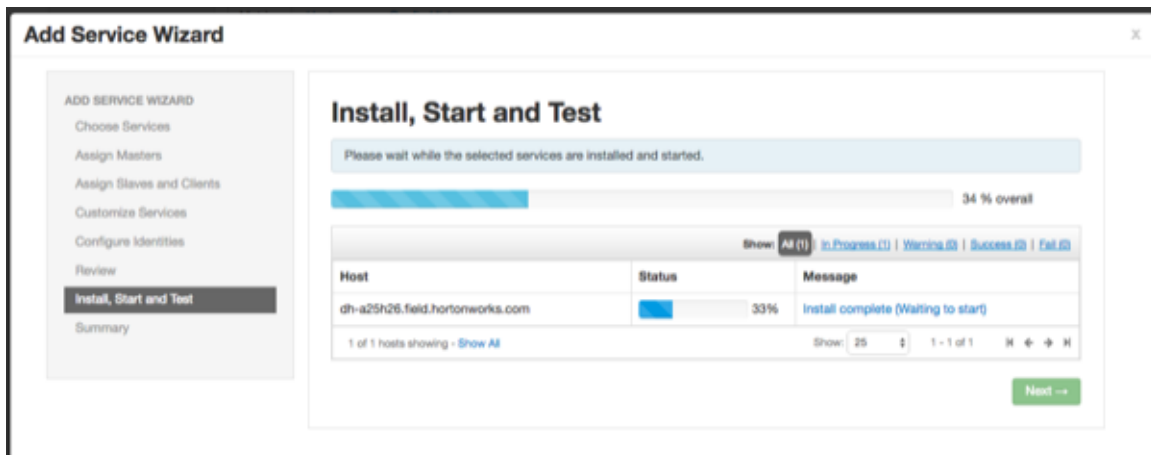 Add Service Wizard
X
ADD SERVICE WIZARD
Choose Services
Assign Masters
Assign Slaves and Clients
Customize Services
Configure Identities
Review
Install, Start and Test
Summary
Install, Start and Test
Please wait while the selected services are installed and started.
34 % overall
Show: All (1) | In Progress (1) | Warning (0) | Success (0) | Fail (0)
Host Status Message
dh-a25h26.field.hortonworks.com 33% Install complete (Waiting to start)
1 of 1 hosts showing - Show All Show: 25 1 - 1 of 1
Next →